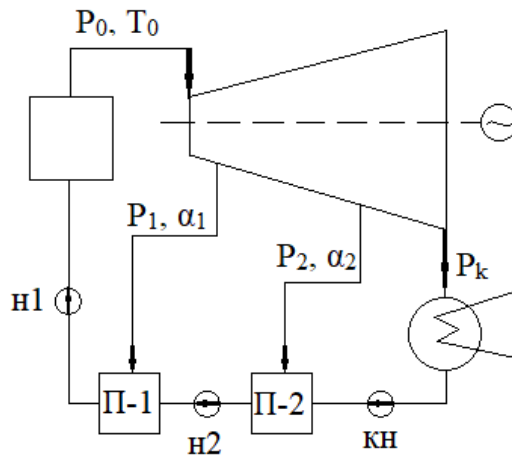 P₀, T₀
P₁, α₁
P₂, α₂
Pₖ
н1
П-1
П-2
н2
кн